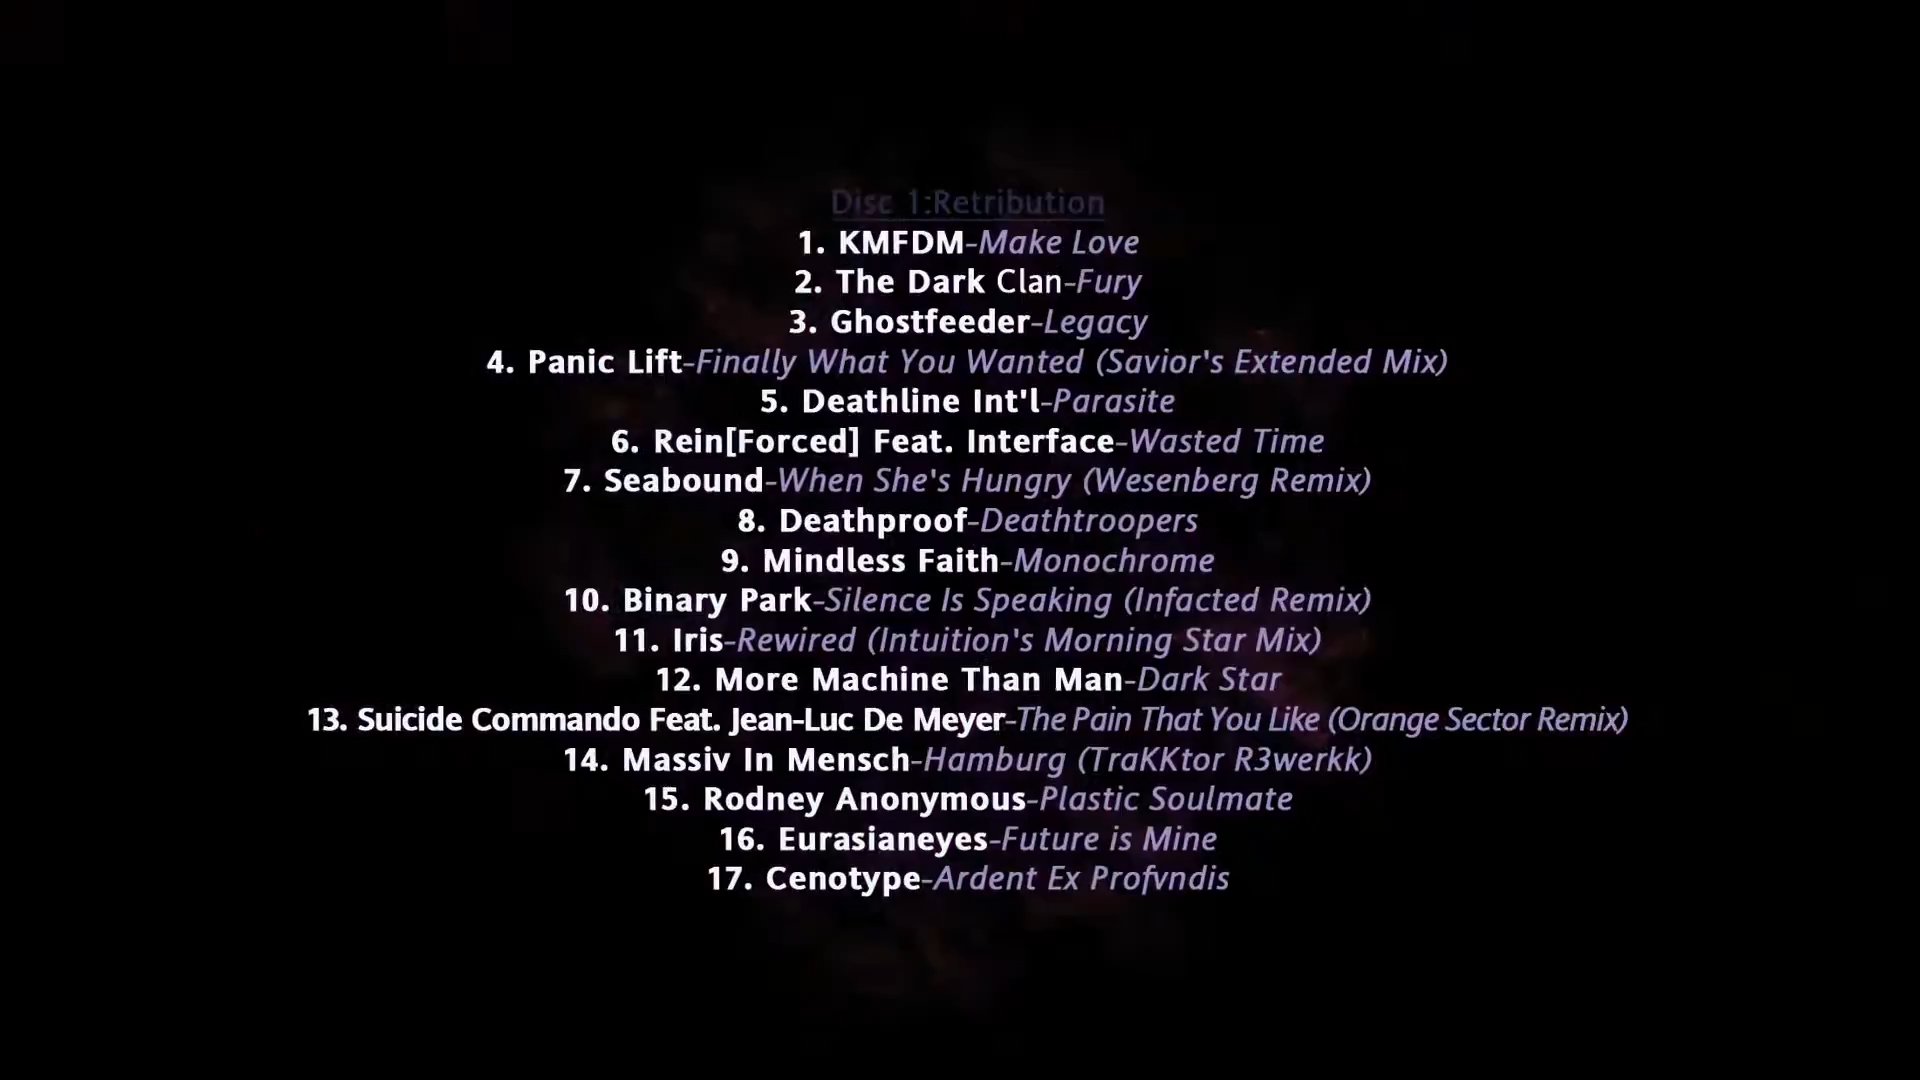 Disc 1:Retribution
1. KMFDM-Make Love
2. The Dark Clan-Fury
3. Ghostfeeder-Legacy
4. Panic Lift-Finally What You Wanted (Savior's Extended Mix)
5. Deathline Int'l-Parasite
6. Rein[Forced] Feat. Interface-Wasted Time
7. Seabound-When She's Hungry (Wesenberg Remix)
8. Deathproof-Deathtroopers
9. Mindless Faith-Monochrome
10. Binary Park-Silence Is Speaking (Infacted Remix)
11. Iris-Rewired (Intuition's Morning Star Mix)
12. More Machine Than Man-Dark Star
13. Suicide Commando Feat. Jean-Luc De Meyer-The Pain That You Like (Orange Sector Remix)
14. Massiv In Mensch-Hamburg (TraKKtor R3werkk)
15. Rodney Anonymous-Plastic Soulmate
16. Eurasianeyes-Future is Mine
17. Cenotype-Ardent Ex Profvndis